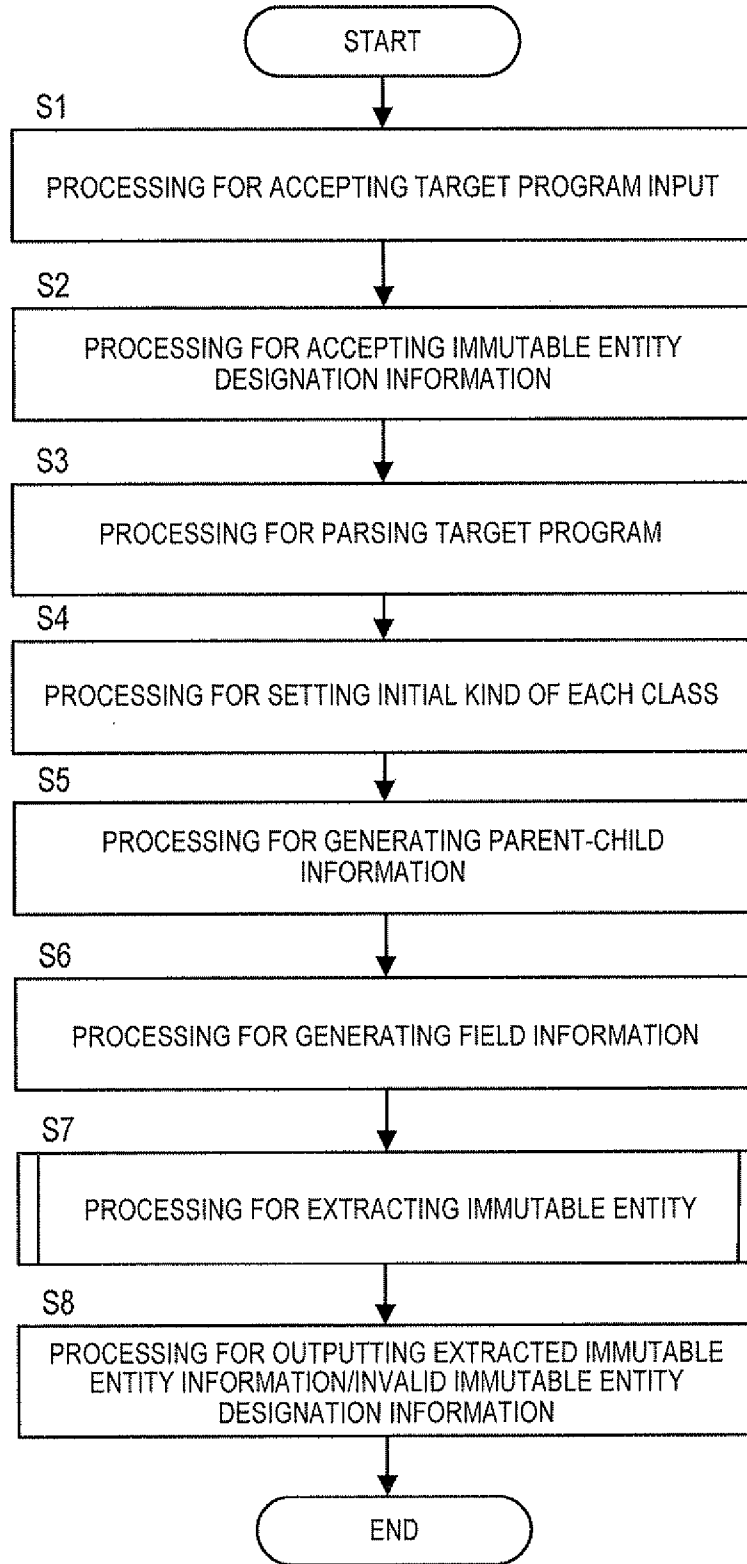 START
S1
PROCESSING FOR ACCEPTING TARGET PROGRAM INPUT
S2
PROCESSING FOR ACCEPTING IMMUTABLE ENTITY
DESIGNATION INFORMATION
S3
PROCESSING FOR PARSING TARGET PROGRAM
S4
PROCESSING FOR SETTING INITIAL KIND OF EACH CLASS
S5
PROCESSING FOR GENERATING PARENT-CHILD
INFORMATION
S6
PROCESSING FOR GENERATING FIELD INFORMATION
S7
PROCESSING FOR EXTRACTING IMMUTABLE ENTITY
S8
PROCESSING FOR OUTPUTTING EXTRACTED IMMUTABLE
ENTITY INFORMATION/INVALID IMMUTABLE ENTITY
DESIGNATION INFORMATION
END